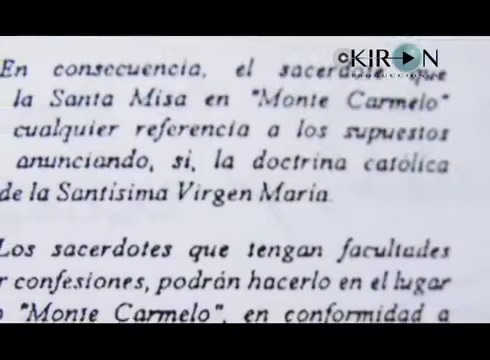 KIRON
PRODUCCIONES
En consecuencia, el sacerdote que
la Santa Misa en "Monte Carmelo"
cualquier referencia a los supuestos
anunciando, si, la doctrina católica
de la Santísima Virgen María.
Los sacerdotes que tengan facultades
confesiones, podrán hacerlo en el lugar
"Monte Carmelo", en conformidad a